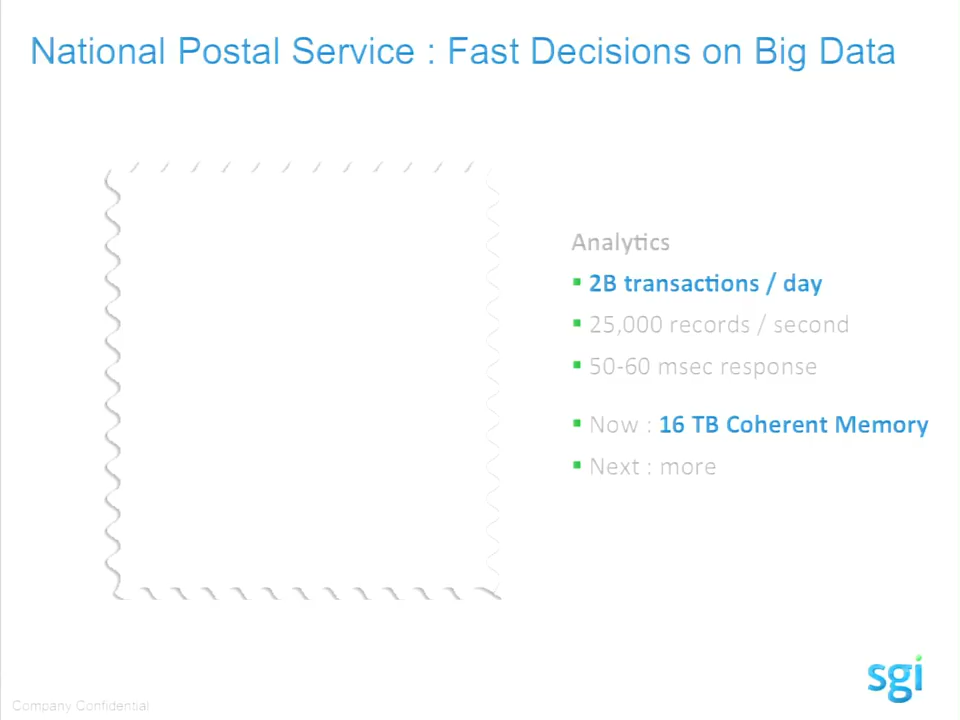 National Postal Service : Fast Decisions on Big Data
Analytics
2B transactions / day
25,000 records / second
50-60 msec response
Now : 16 TB Coherent Memory
Next : more
sgi
Company Confidential